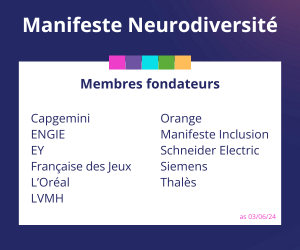 Manifeste Neurodiversité
Membres fondateurs
Capgemini
ENGIE
EY
Française des Jeux
L'Oréal
LVMH
Orange
Manifeste Inclusion
Schneider Electric
Siemens
Thalès
as 03/06/24